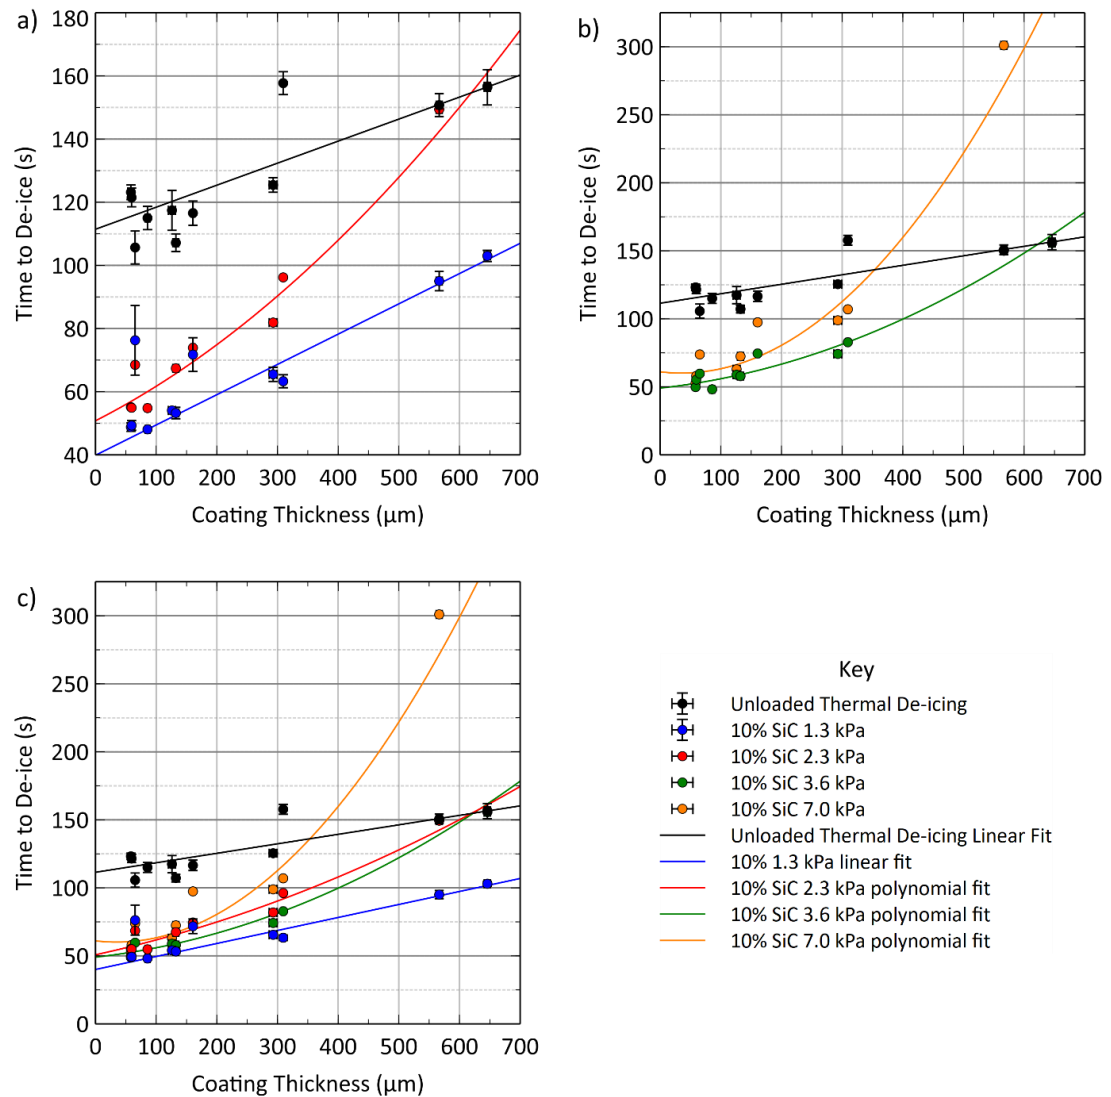 a)
180
160
140
120
100
80
60
40
0 100 200 300 400 500 600 700
Time to De-ice (s)
Coating Thickness (μm)
b)
300
250
200
150
100
50
0
0 100 200 300 400 500 600 700
Time to De-ice (s)
Coating Thickness (μm)
c)
300
250
200
150
100
50
0
0 100 200 300 400 500 600 700
Time to De-ice (s)
Coating Thickness (μm)
Key
Unloaded Thermal De-icing
10% SiC 1.3 kPa
10% SiC 2.3 kPa
10% SiC 3.6 kPa
10% SiC 7.0 kPa
Unloaded Thermal De-icing Linear Fit
10% 1.3 kPa linear fit
10% SiC 2.3 kPa polynomial fit
10% SiC 3.6 kPa polynomial fit
10% SiC 7.0 kPa polynomial fit